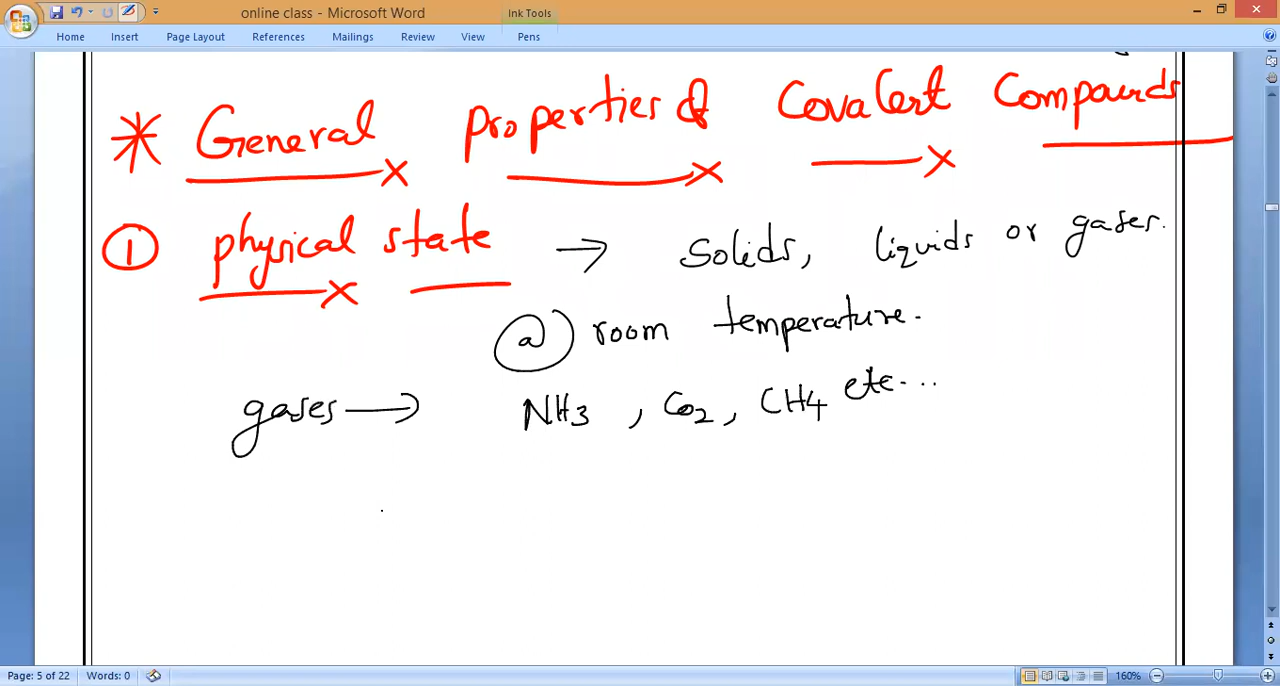 online class - Microsoft Word
Ink Tools
Home Insert Page Layout References Mailings Review View Pens
* General properties of Covalent Compounds
① physical state → Solids, liquids or gases.
@ room temperature.
gases → NH3 , CO2 , CH4 etc...
Page: 5 of 22 Words: 0 160%